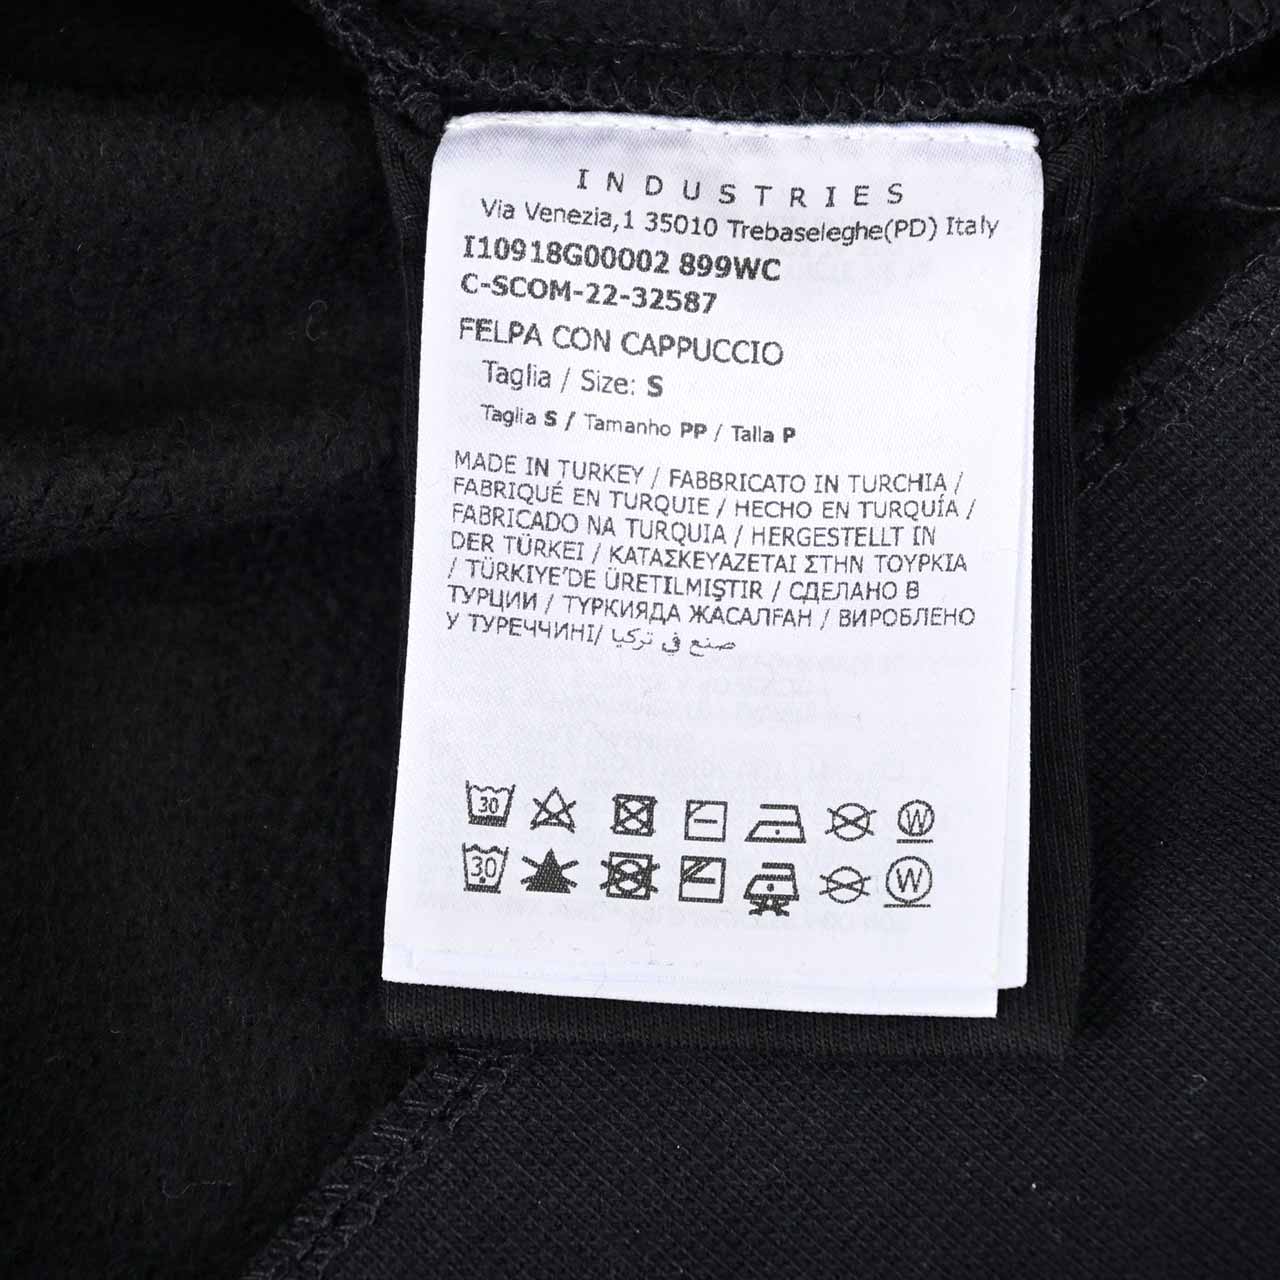 INDUSTRIES
Via Venezia,1 35010 Trebaseleghe(PD) Italy
I10918G00002 899WC
C-SCOM-22-32587
FELPA CON CAPPUCCIO
Taglia / Size: S
Taglia S / Tamanho PP / Talla P
MADE IN TURKEY / FABBRICATO IN TURCHIA /
FABRIQUÉ EN TURQUIE / HECHO EN TURQUÍA /
FABRICADO NA TURQUIA / HERGESTELLT IN
DER TÜRKEI / ΚΑΤΑΣΚΕΥΑΖΕΤΑΙ ΣΤΗΝ ΤΟΥΡΚΙΑ
/ TÜRKIYE'DE ÜRETILMIŞTIR / СДЕЛАНО В
ТУРЦИИ / ТҮРКИЯДА ЖАСАЛҒАН / ВИРОБЛЕНО
У ТУРЕЧЧИНІ/ صنع في تركيا
30 W
30 W